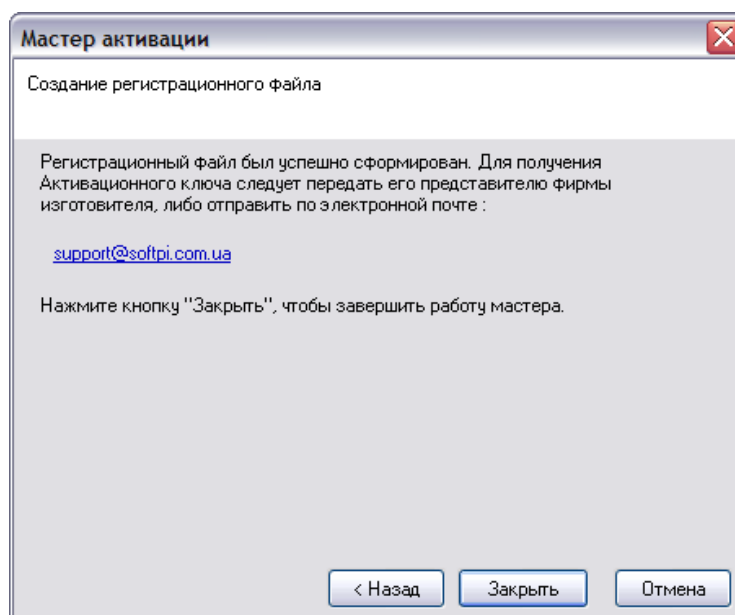 Мастер активации
Создание регистрационного файла
Регистрационный файл был успешно сформирован. Для получения
Активационного ключа следует передать его представителю фирмы
изготовителя, либо отправить по электронной почте :
support@softpi.com.ua
Нажмите кнопку "Закрыть", чтобы завершить работу мастера.
< Назад Закрыть Отмена